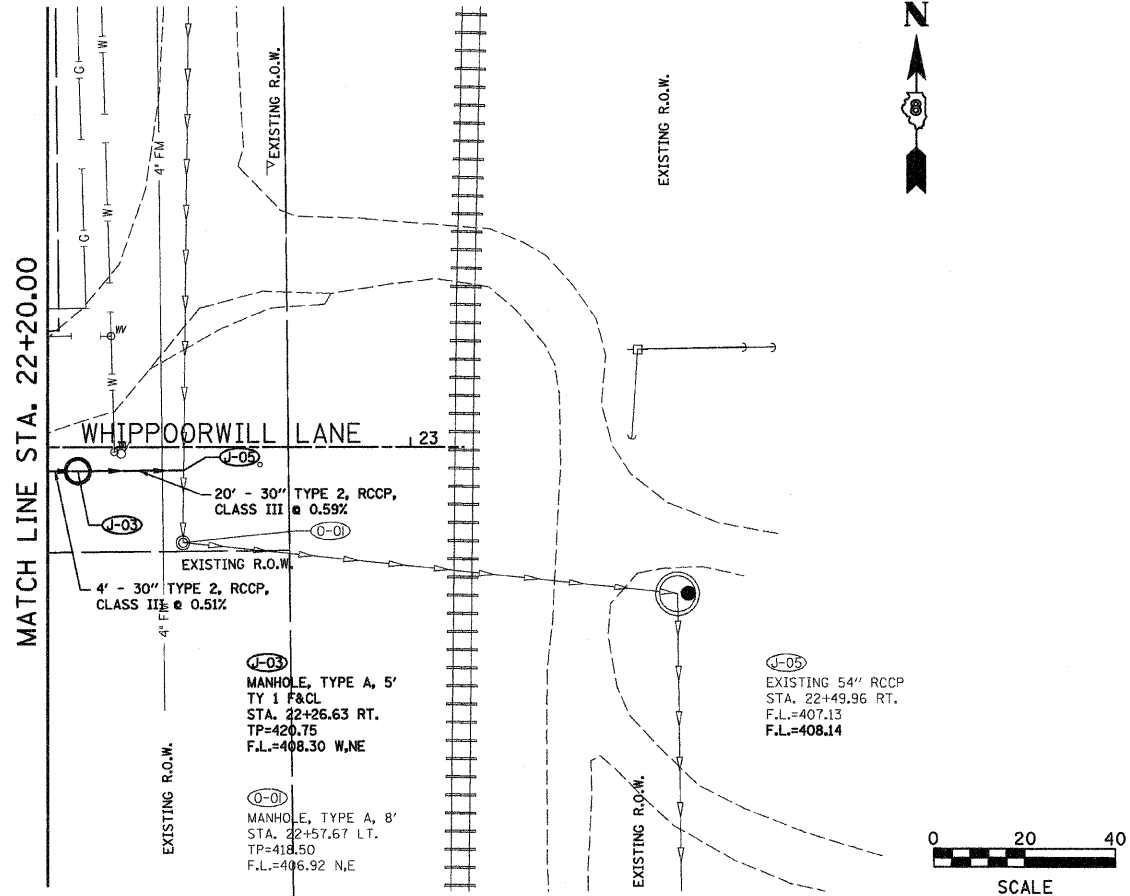 N
EXISTING R.O.W.
EXISTING R.O.W.
G
W
G
W
4" FM
MATCH LINE STA. 22+20.00
WV
W
WHIPPOORWILL LANE
23
J-05
20' - 30" TYPE 2, RCCP,
CLASS III @ 0.59%
J-03
O-01
EXISTING R.O.W.
4' - 30" TYPE 2, RCCP,
CLASS III @ 0.51%
4" FM
J-03
MANHOLE, TYPE A, 5'
TY 1 F&CL
STA. 22+26.63 RT.
TP=420.75
F.L.=408.30 W,NE
J-05
EXISTING 54" RCCP
STA. 22+49.96 RT.
F.L.=407.13
F.L.=408.14
EXISTING R.O.W.
O-01
MANHOLE, TYPE A, 8'
STA. 22+57.67 LT.
TP=418.50
F.L.=406.92 N,E
EXISTING R.O.W.
0 20 40
SCALE